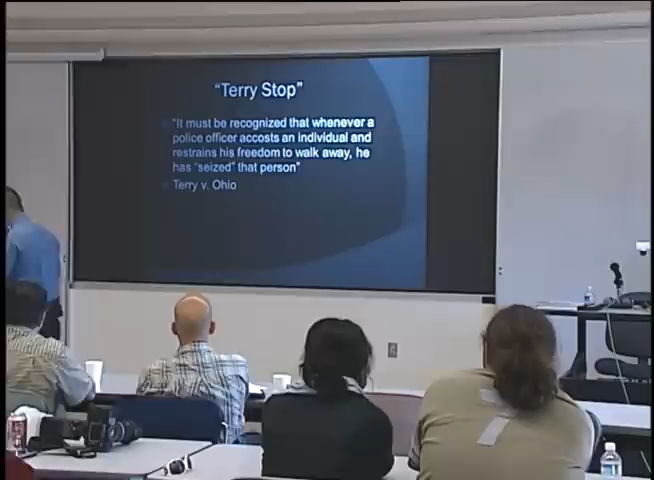 "Terry Stop"
"It must be recognized that whenever a
police officer accosts an individual and
restrains his freedom to walk away, he
has "seized" that person"
Terry v. Ohio